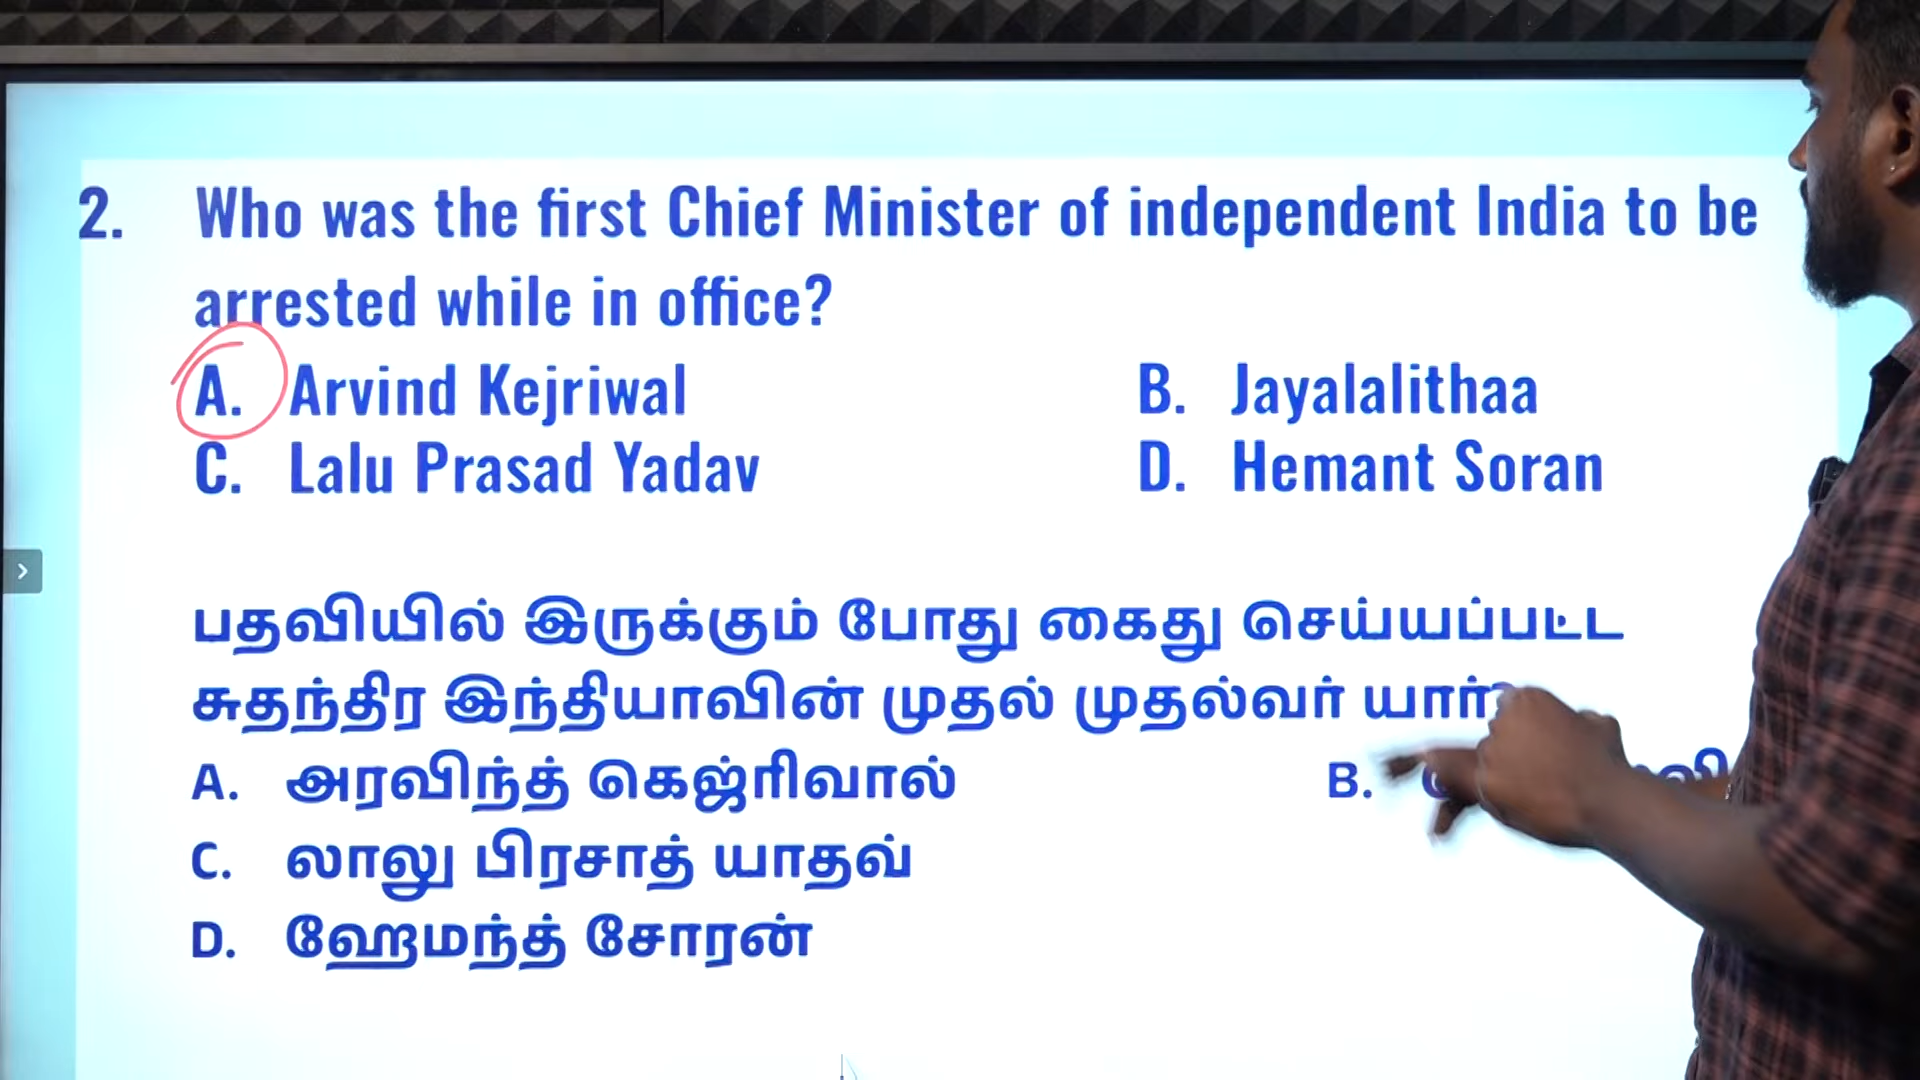 2. Who was the first Chief Minister of independent India to be
arrested while in office?
A. Arvind Kejriwal B. Jayalalithaa
C. Lalu Prasad Yadav D. Hemant Soran
பதவியில் இருக்கும் போது கைது செய்யப்பட்ட
சுதந்திர இந்தியாவின் முதல் முதல்வர் யார்?
A. அரவிந்த் கெஜ்ரிவால் B.
C. லாலு பிரசாத் யாதவ்
D. ஹேமந்த் சோரன்